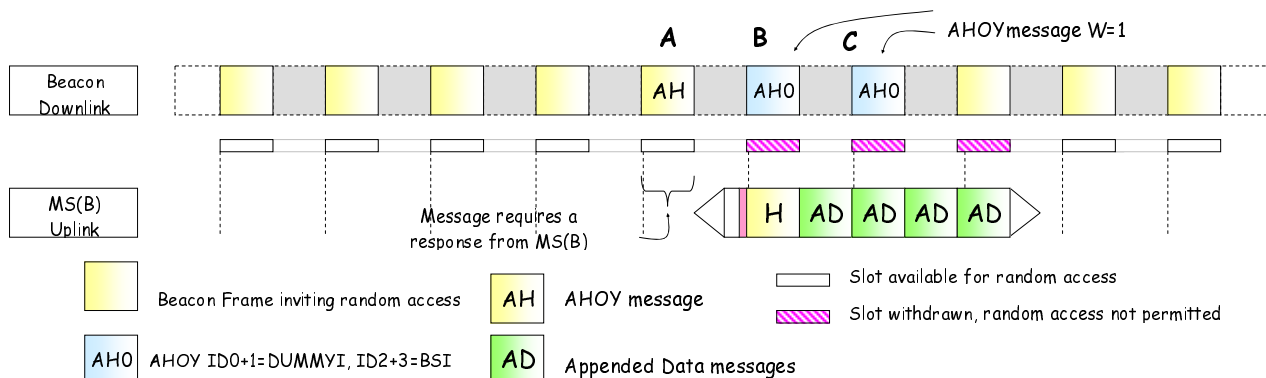 A B C AHOYmessage W=1
Beacon
Downlink
AH AH0 AH0
MS(B)
Uplink
Message requires a
response from MS(B)
H AD AD AD AD
Beacon Frame inviting random access
AH AHOY message
Slot available for random access
Slot withdrawn, random access not permitted
AH0 AHOY ID0+1=DUMMYI, ID2+3=BSI
AD Appended Data messages